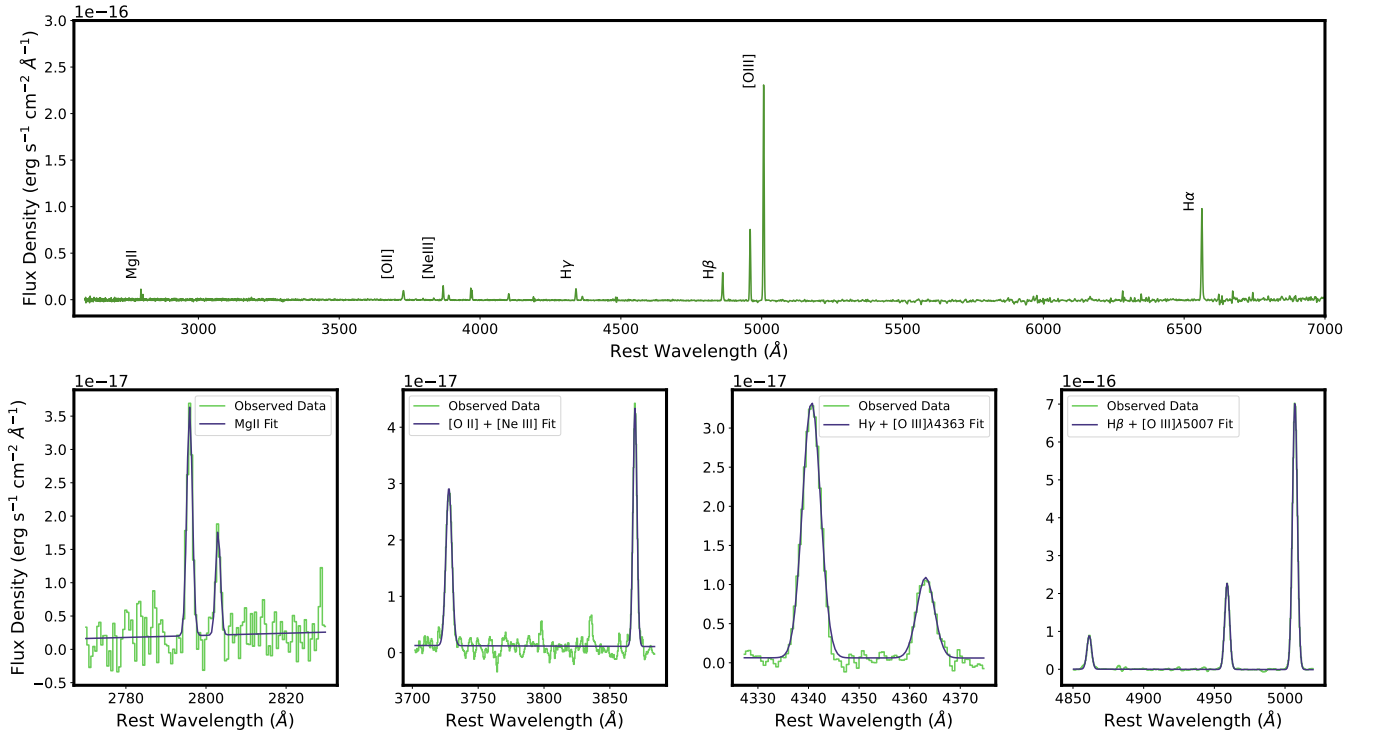 1e−16
3.0
2.5
2.0
1.5
1.0
0.5
0.0
Flux Density (erg s⁻¹ cm⁻² Å⁻¹)
MgII
[OII]
[NeIII]
Hγ
Hβ
[OIII]
Hα
3000 3500 4000 4500 5000 5500 6000 6500 7000
Rest Wavelength (Å)
1e−17
3.5
3.0
2.5
2.0
1.5
1.0
0.5
0.0
−0.5
Flux Density (erg s⁻¹ cm⁻² Å⁻¹)
Observed Data
MgII Fit
2780 2800 2820
Rest Wavelength (Å)
1e−17
4
3
2
1
0
Observed Data
[O II] + [Ne III] Fit
3700 3750 3800 3850
Rest Wavelength (Å)
1e−17
3.0
2.5
2.0
1.5
1.0
0.5
0.0
Observed Data
Hγ + [O III]λ4363 Fit
4330 4340 4350 4360 4370
Rest Wavelength (Å)
1e−16
7
6
5
4
3
2
1
0
Observed Data
Hβ + [O III]λ5007 Fit
4850 4900 4950 5000
Rest Wavelength (Å)